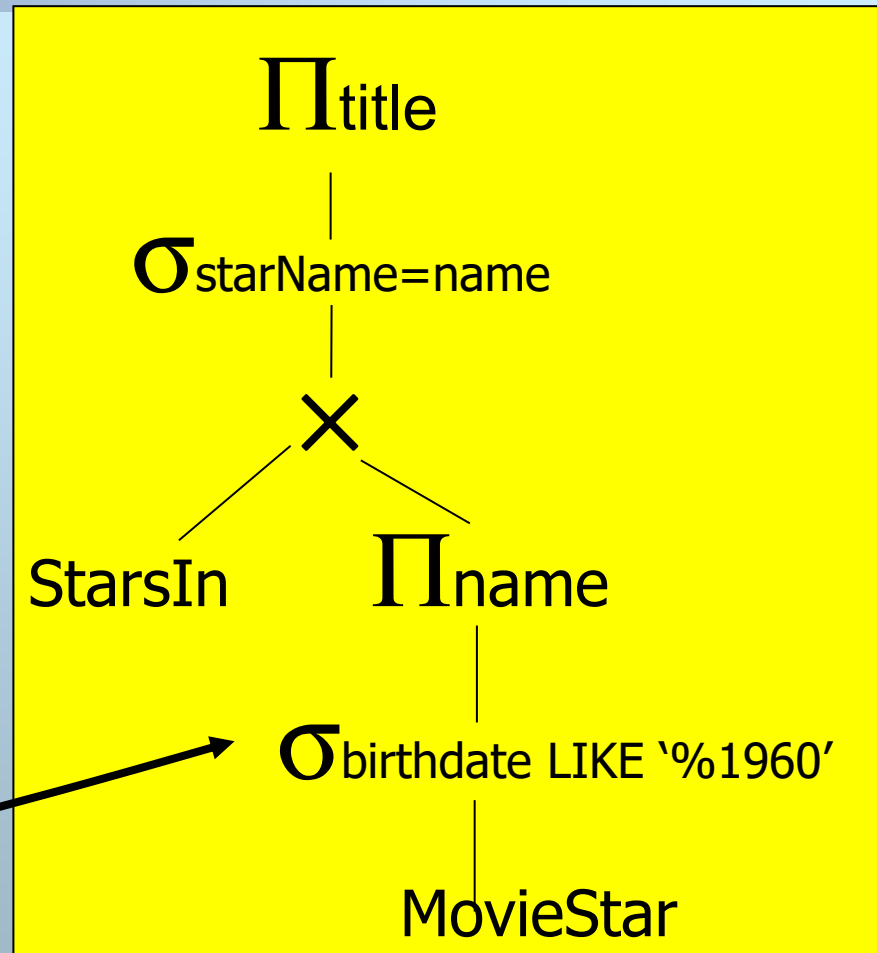 Πtitle
σstarName=name
×
StarsIn Πname
σbirthdate LIKE ‘%1960’
MovieStar